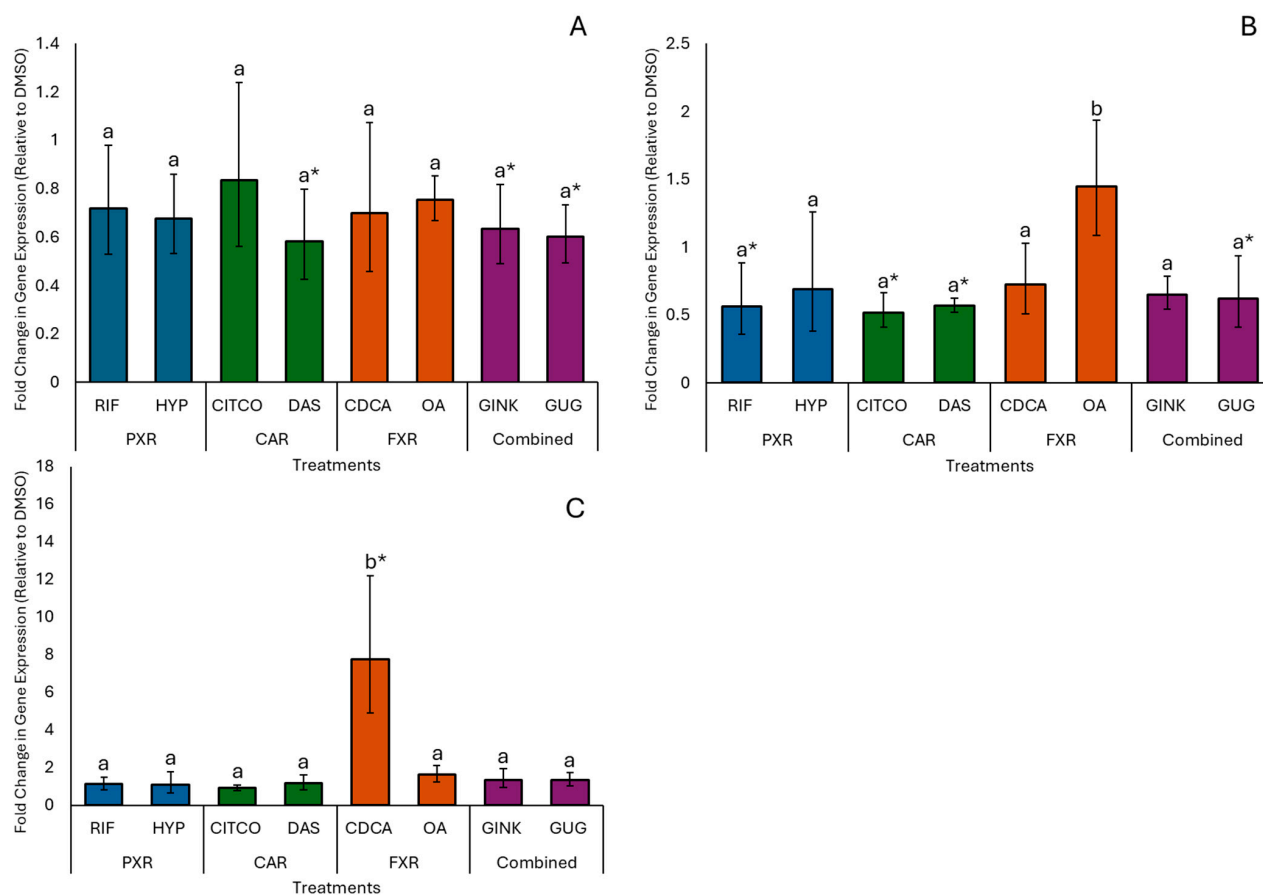 A
Fold Change in Gene Expression (Relative to DMSO)
1.4
1.2
1
0.8
0.6
0.4
0.2
0
a
a
a
a*
a
a
a*
a*
RIF HYP CITCO DAS CDCA OA GINK GUG
PXR CAR FXR Combined
Treatments
B
Fold Change in Gene Expression (Relative to DMSO)
2.5
2
1.5
1
0.5
0
a*
a
a*
a*
a
b
a
a*
RIF HYP CITCO DAS CDCA OA GINK GUG
PXR CAR FXR Combined
Treatments
C
Fold Change in Gene Expression (Relative to DMSO)
18
16
14
12
10
8
6
4
2
0
a
a
a
a
b*
a
a
a
RIF HYP CITCO DAS CDCA OA GINK GUG
PXR CAR FXR Combined
Treatments